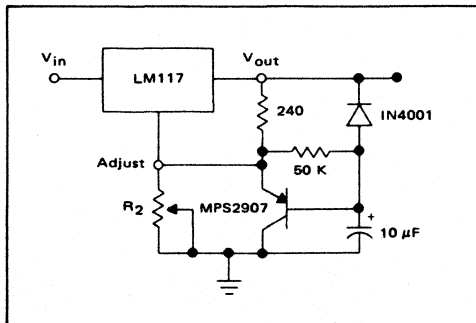 Vin
Vout
LM117
240
IN4001
Adjust
50 K
R2
MPS2907
+
10 μF